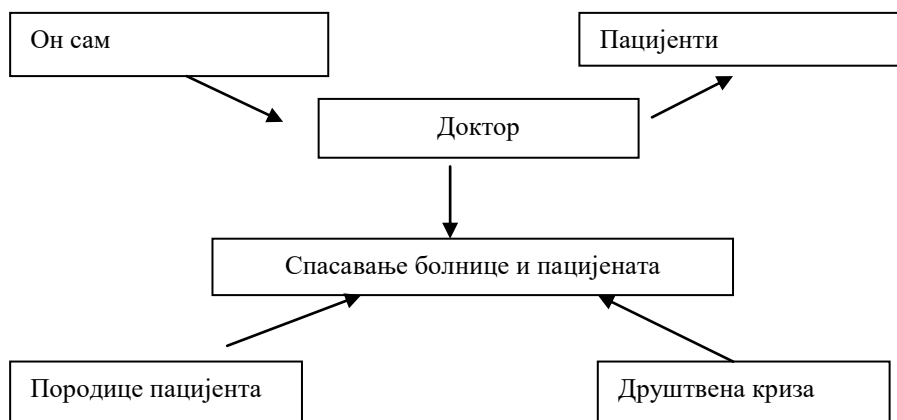 Он сам
Пацијенти
Доктор
Спасавање болнице и пацијената
Породице пацијента
Друштвена криза